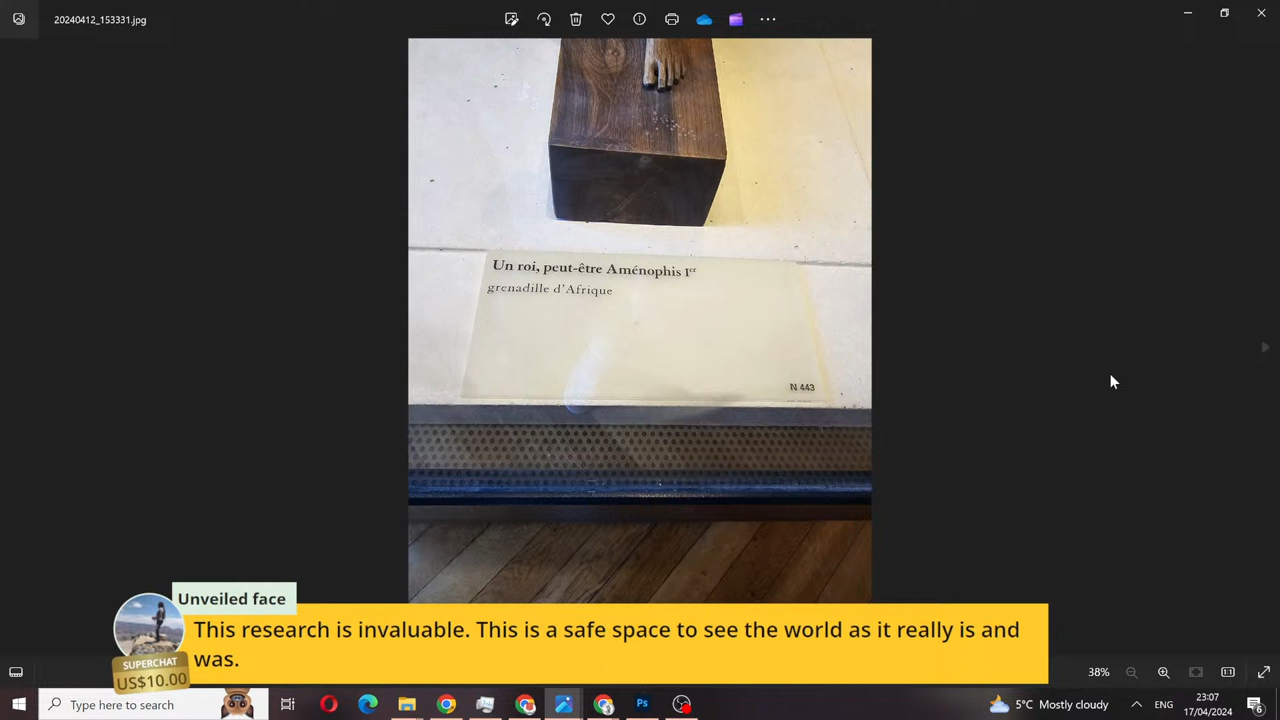 20240412_153331.jpg
Un roi, peut-être Aménophis Iᵉʳ
grenadille d'Afrique
N 443
Unveiled face
This research is invaluable. This is a safe space to see the world as it really is and
was.
SUPERCHAT
US$10.00
38%
Type here to search
Ps
5°C Mostly cloudy
ENG
23:07
17/04/2024
6